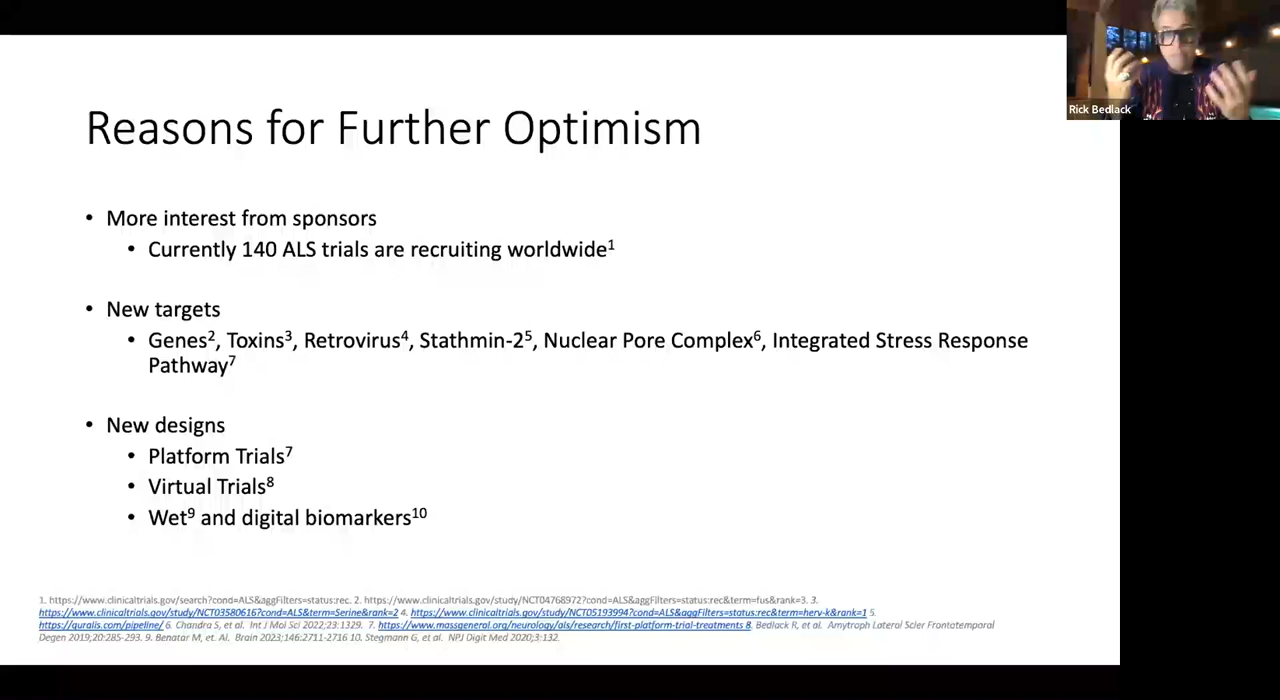 Rick Bedlack
Reasons for Further Optimism
• More interest from sponsors
• Currently 140 ALS trials are recruiting worldwide1
• New targets
• Genes2, Toxins3, Retrovirus4, Stathmin-25, Nuclear Pore Complex6, Integrated Stress Response
Pathway7
• New designs
• Platform Trials7
• Virtual Trials8
• Wet9 and digital biomarkers10
1. https://www.clinicaltrials.gov/search?cond=ALS&aggFilters=status:rec. 2. https://www.clinicaltrials.gov/study/NCT04768972?cond=ALS&aggFilters=status:rec&term=fus&rank=3. 3.
https://www.clinicaltrials.gov/study/NCT03580616?cond=ALS&term=Serine&rank=2 4. https://www.clinicaltrials.gov/study/NCT05193994?cond=ALS&aggFilters=status:rec&term=herv-k&rank=1 5.
https://quralis.com/pipeline/ 6. Chandra S, et al. Int J Mol Sci 2022;23:1329. 7. https://www.massgeneral.org/neurology/als/research/first-platform-trial-treatments 8. Bedlack R, et al. Amytroph Lateral Scler Frontatemporal
Degen 2019;20:285-293. 9. Benatar M, et. Al. Brain 2023;146:2711-2716 10. Stegmann G, et al. NPJ Digit Med 2020;3:132.